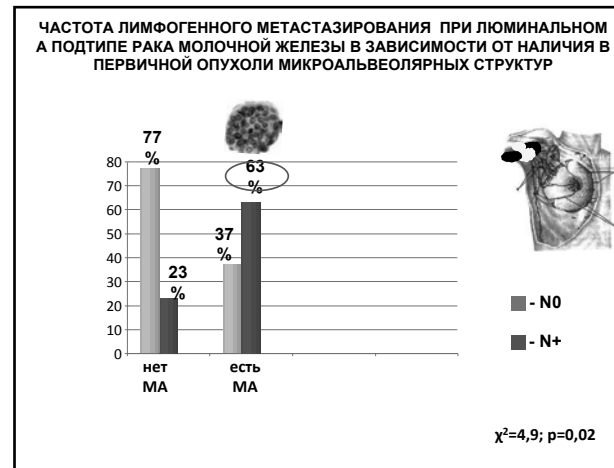 ЧАСТОТА ЛИМФОГЕННОГО МЕТАСТАЗИРОВАНИЯ ПРИ ЛЮМИНАЛЬНОМ
А ПОДТИПЕ РАКА МОЛОЧНОЙ ЖЕЛЕЗЫ В ЗАВИСИМОСТИ ОТ НАЛИЧИЯ В
ПЕРВИЧНОЙ ОПУХОЛИ МИКРОАЛЬВЕОЛЯРНЫХ СТРУКТУР
77
%
63
%
37
%
23
%
80
70
60
50
40
30
20
10
0
нет
МА
есть
МА
- N0
- N+
χ²=4,9; p=0,02